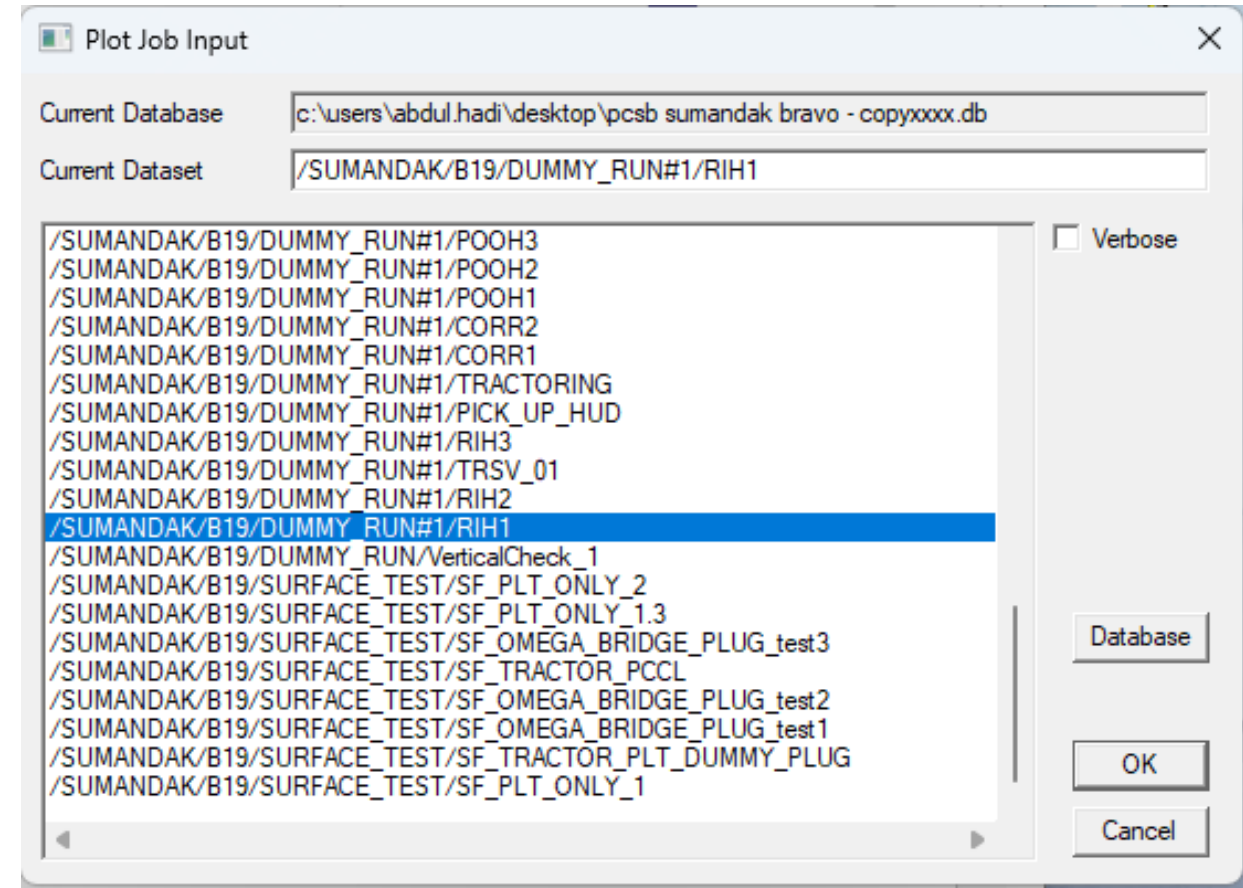 Plot Job Input
Current Database c:\users\abdul.hadi\desktop\pcsb sumandak bravo - copyxxxx.db
Current Dataset /SUMANDAK/B19/DUMMY_RUN#1/RIH1
/SUMANDAK/B19/DUMMY_RUN#1/POOH3
/SUMANDAK/B19/DUMMY_RUN#1/POOH2
/SUMANDAK/B19/DUMMY_RUN#1/POOH1
/SUMANDAK/B19/DUMMY_RUN#1/CORR2
/SUMANDAK/B19/DUMMY_RUN#1/CORR1
/SUMANDAK/B19/DUMMY_RUN#1/TRACTORING
/SUMANDAK/B19/DUMMY_RUN#1/PICK_UP_HUD
/SUMANDAK/B19/DUMMY_RUN#1/RIH3
/SUMANDAK/B19/DUMMY_RUN#1/TRSV_01
/SUMANDAK/B19/DUMMY_RUN#1/RIH2
/SUMANDAK/B19/DUMMY_RUN#1/RIH1
/SUMANDAK/B19/DUMMY_RUN/VerticalCheck_1
/SUMANDAK/B19/SURFACE_TEST/SF_PLT_ONLY_2
/SUMANDAK/B19/SURFACE_TEST/SF_PLT_ONLY_1.3
/SUMANDAK/B19/SURFACE_TEST/SF_OMEGA_BRIDGE_PLUG_test3
/SUMANDAK/B19/SURFACE_TEST/SF_TRACTOR_PCCL
/SUMANDAK/B19/SURFACE_TEST/SF_OMEGA_BRIDGE_PLUG_test2
/SUMANDAK/B19/SURFACE_TEST/SF_OMEGA_BRIDGE_PLUG_test1
/SUMANDAK/B19/SURFACE_TEST/SF_TRACTOR_PLT_DUMMY_PLUG
/SUMANDAK/B19/SURFACE_TEST/SF_PLT_ONLY_1
Verbose
Database
OK
Cancel